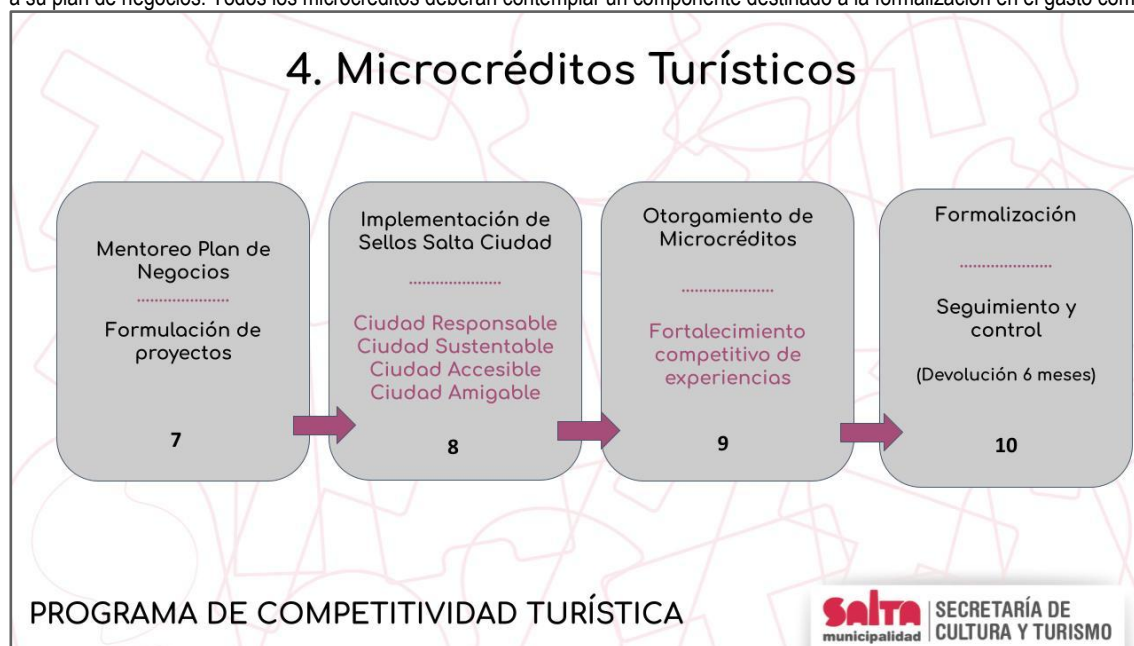 a su plan de negocios. Todos los microcréditos deberán contemplar un componente destinado a la formalización en el gasto com
4. Microcréditos Turísticos
Mentoreo Plan de
Negocios
Formulación de
proyectos
7
Implementación de
Sellos Salta Ciudad
Ciudad Responsable
Ciudad Sustentable
Ciudad Accesible
Ciudad Amigable
8
Otorgamiento de
Microcréditos
Fortalecimiento
competitivo de
experiencias
9
Formalización
Seguimiento y
control
(Devolución 6 meses)
10
PROGRAMA DE COMPETITIVIDAD TURÍSTICA
SALTA
municipalidad
SECRETARÍA DE
CULTURA Y TURISMO